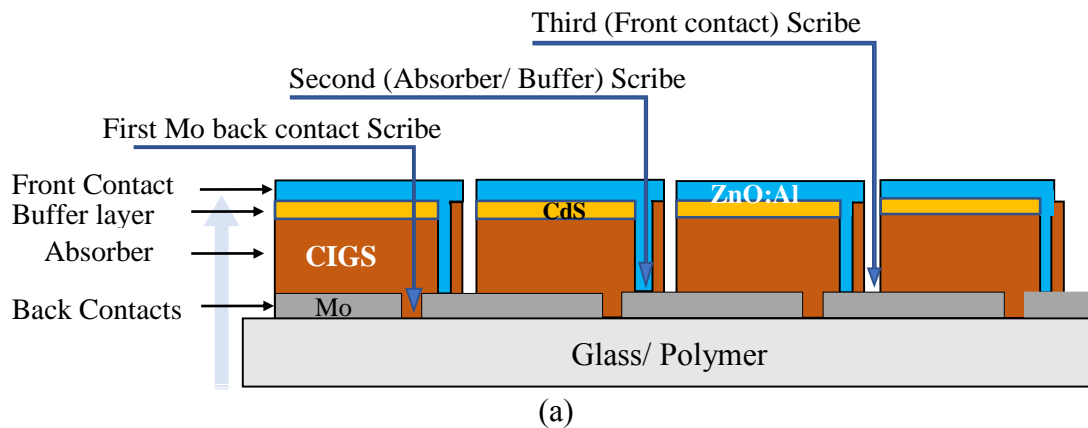 Third (Front contact) Scribe
Second (Absorber/ Buffer) Scribe
First Mo back contact Scribe
Front Contact
ZnO:Al
Buffer layer
CdS
Absorber
CIGS
Back Contacts
Mo
Glass/ Polymer
(a)